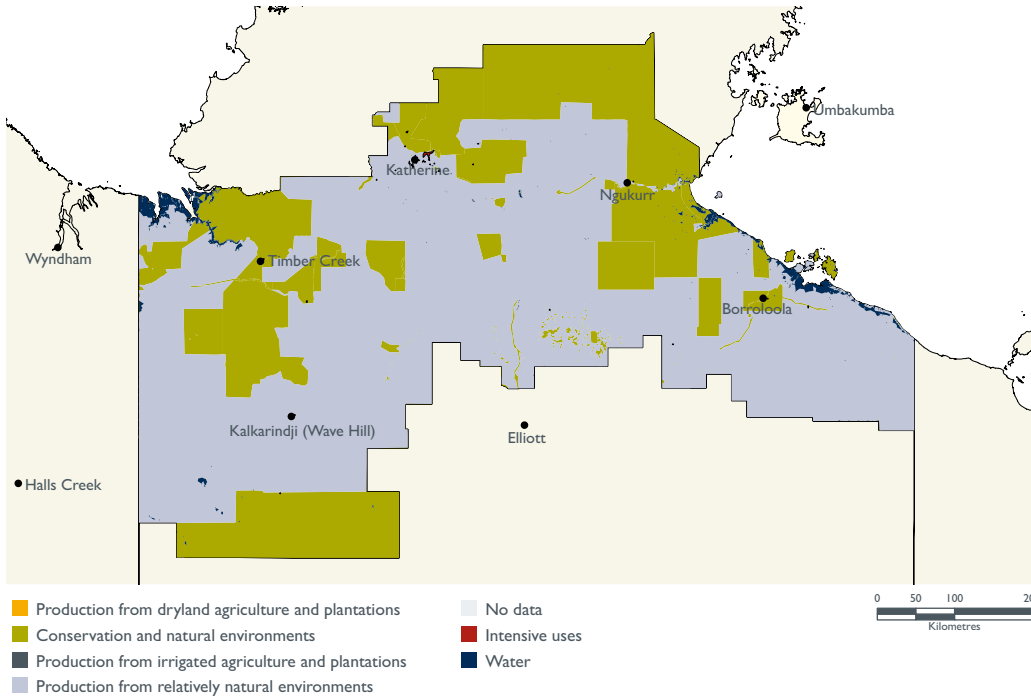 Umbakumba
Katherine
Ngukurr
Wyndham
Timber Creek
Borroloola
Kalkarindji (Wave Hill)
Elliott
Halls Creek
Production from dryland agriculture and plantations
Conservation and natural environments
Production from irrigated agriculture and plantations
Production from relatively natural environments
No data
Intensive uses
Water
0 50 100 20
Kilometres